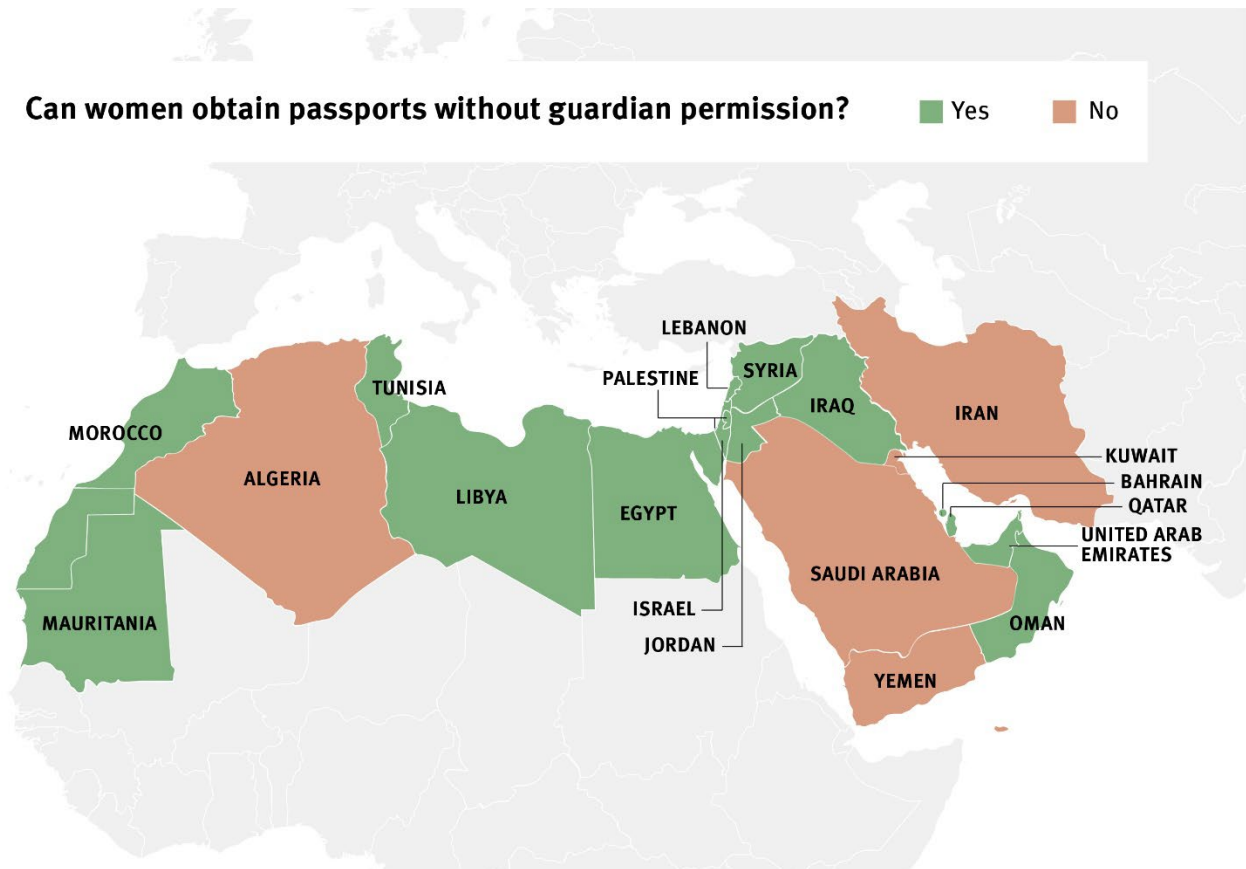 Can women obtain passports without guardian permission?
Yes
No
LEBANON
PALESTINE
SYRIA
TUNISIA
IRAQ
IRAN
MOROCCO
KUWAIT
ALGERIA
BAHRAIN
LIBYA
QATAR
EGYPT
UNITED ARAB
EMIRATES
SAUDI ARABIA
ISRAEL
MAURITANIA
OMAN
JORDAN
YEMEN